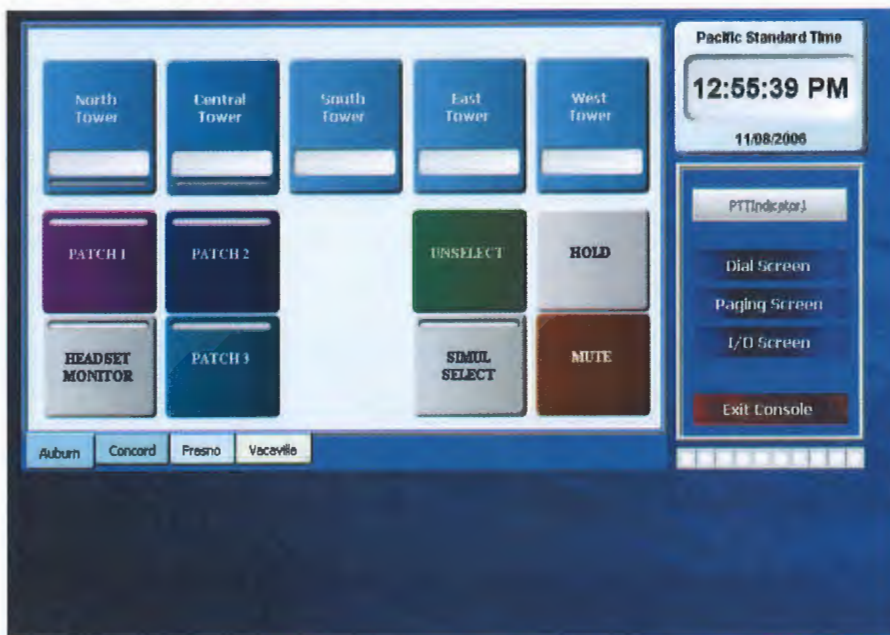 Pacific Standard Time
12:55:39 PM
11/08/2006
North
Tower
Central
Tower
South
Tower
East
Tower
West
Tower
PATCH 1
PATCH 2
UNSELECT
HOLD
HEADSET
MONITOR
PATCH 3
SIMUL
SELECT
MUTE
PTTIndicator1
Dial Screen
Paging Screen
I/O Screen
Exit Console
Auburn
Concord
Fresno
Vacaville